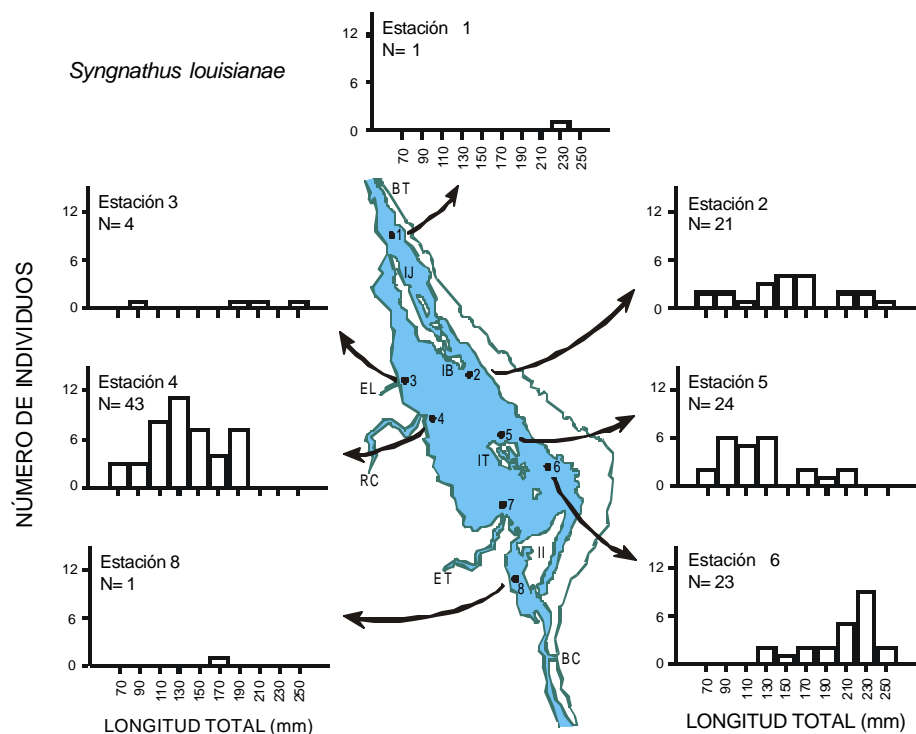 Syngnathus louisianae
NÚMERO DE INDIVIDUOS
Estación 1
N= 1
12
6
0
70 90 110 130 150 170 190 210 230 250
Estación 3
N= 4
12
6
0
Estación 2
N= 21
12
6
0
Estación 4
N= 43
12
6
0
Estación 5
N= 24
12
6
0
Estación 8
N= 1
12
6
0
70 90 110 130 150 170 190 210 230 250
LONGITUD TOTAL (mm)
Estación 6
N= 23
12
6
0
70 90 110 130 150 170 190 210 230 250
LONGITUD TOTAL (mm)
BT
1
IJ
IB
2
EL
3
4
5
IT
6
RC
7
ET
II
8
BC